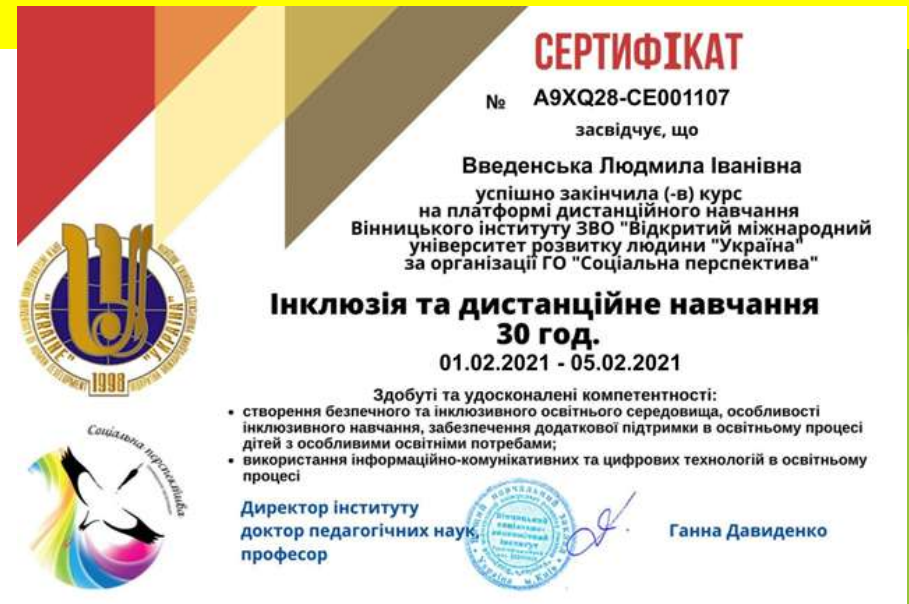 СЕРТИФІКАТ
№ A9XQ28-CE001107
засвідчує, що
Введенська Людмила Іванівна
успішно закінчила (-в) курс
на платформі дистанційного навчання
Вінницького інституту ЗВО "Відкритий міжнародний
університет розвитку людини "Україна"
за організації ГО "Соціальна перспектива"
Інклюзія та дистанційне навчання
30 год.
01.02.2021 - 05.02.2021
Здобуті та удосконалені компетентності:
• створення безпечного та інклюзивного освітнього середовища, особливості
інклюзивного навчання, забезпечення додаткової підтримки в освітньому процесі
дітей з особливими освітніми потребами;
• використання інформаційно-комунікативних та цифрових технологій в освітньому
процесі
Директор інституту
доктор педагогічних наук,
професор
Ганна Давиденко
"UKRAINE"
"УКРАЇНА"
1998
Соціальна перспектива